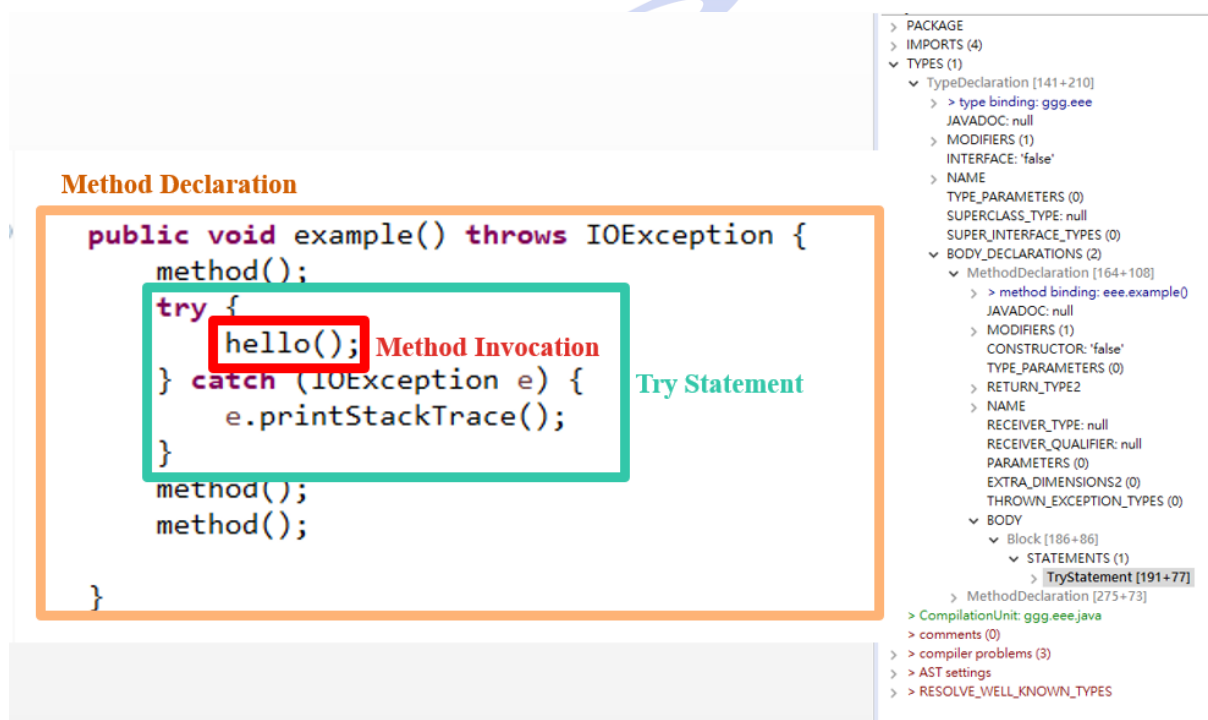 Method Declaration
public void example() throws IOException {
method();
try {
hello();
Method Invocation
} catch (IOException e) {
Try Statement
e.printStackTrace();
}
method();
method();
}
> PACKAGE
> IMPORTS (4)
TYPES (1)
TypeDeclaration [141+210]
> > type binding: ggg.eee
JAVADOC: null
> MODIFIERS (1)
INTERFACE: 'false'
> NAME
TYPE_PARAMETERS (0)
SUPERCLASS_TYPE: null
SUPER_INTERFACE_TYPES (0)
BODY_DECLARATIONS (2)
MethodDeclaration [164+108]
> > method binding: eee.example()
JAVADOC: null
> MODIFIERS (1)
CONSTRUCTOR: 'false'
TYPE_PARAMETERS (0)
> RETURN_TYPE2
> NAME
RECEIVER_TYPE: null
RECEIVER_QUALIFIER: null
PARAMETERS (0)
EXTRA_DIMENSIONS2 (0)
THROWN_EXCEPTION_TYPES (0)
BODY
Block [186+86]
STATEMENTS (1)
> TryStatement [191+77]
> MethodDeclaration [275+73]
> CompilationUnit: ggg.eee.java
> comments (0)
> > compiler problems (3)
> > AST settings
> > RESOLVE_WELL_KNOWN_TYPES